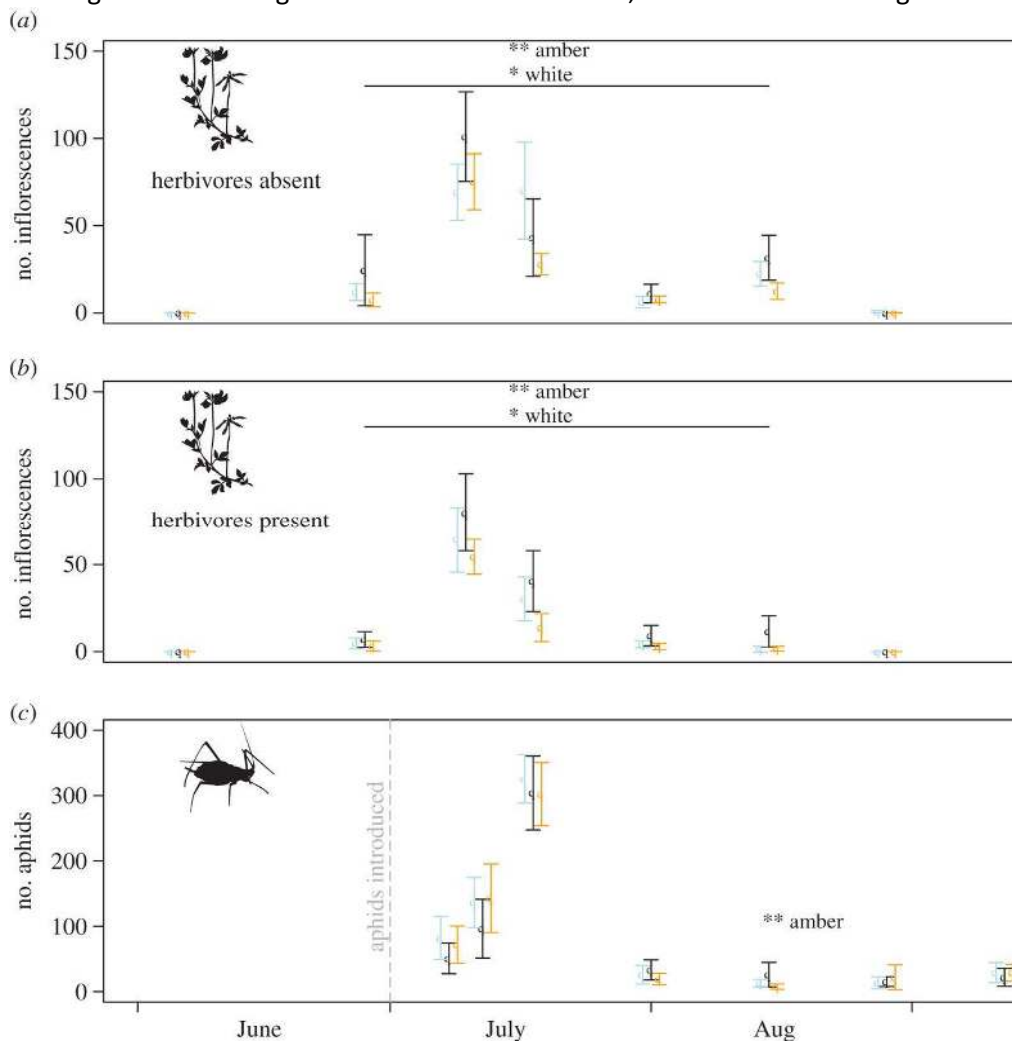 (a)
150
100
50
0
no. inflorescences
herbivores absent
** amber
* white
(b)
150
100
50
0
no. inflorescences
herbivores present
** amber
* white
(c)
400
300
200
100
0
no. aphids
aphids introduced
** amber
June July Aug